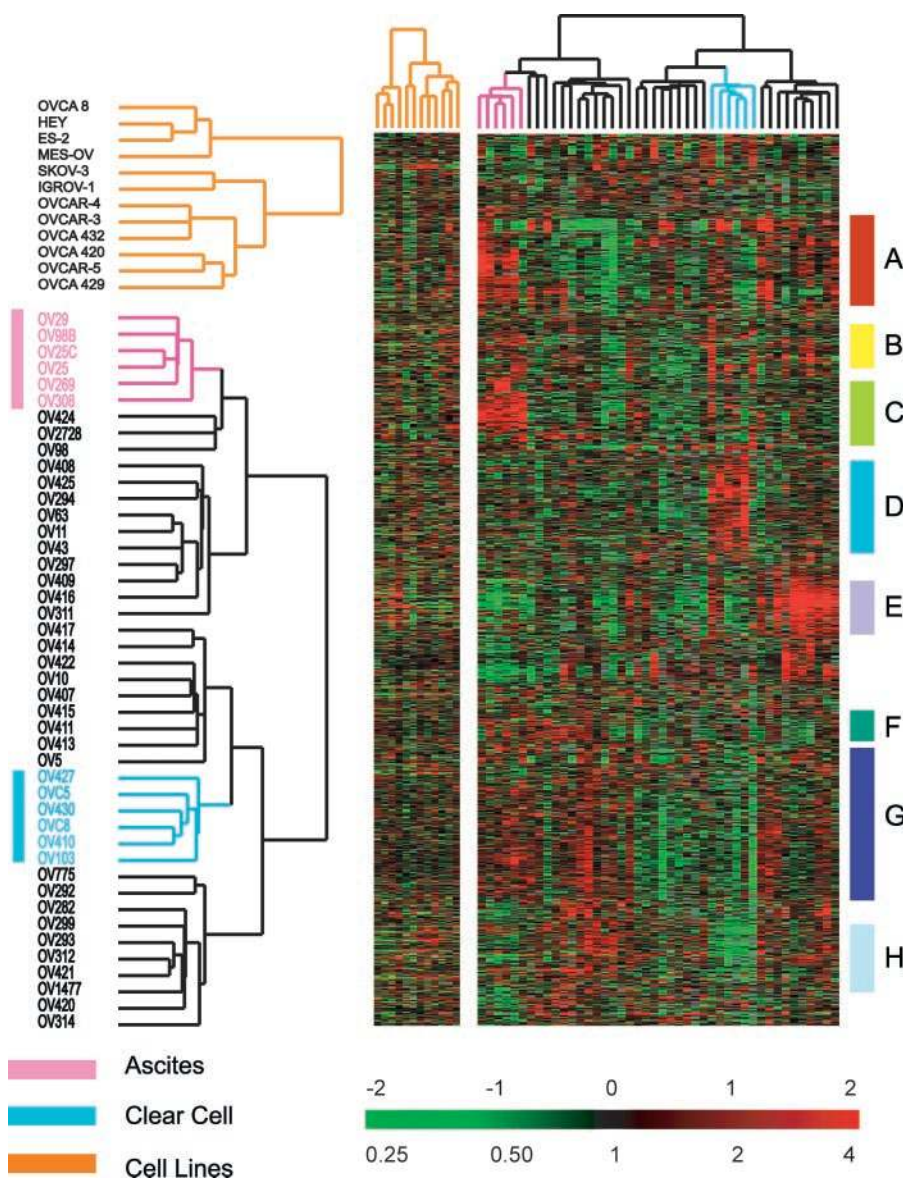 OVCA 8
HEY
ES-2
MES-OV
SKOV-3
IGROV-1
OVCAR-4
OVCAR-3
OVCA 432
OVCA 420
OVCAR-5
OVCA 429
OV29
OV98B
OV25C
OV25
OV269
OV308
OV424
OV2728
OV98
OV408
OV425
OV294
OV63
OV11
OV43
OV297
OV409
OV416
OV311
OV417
OV414
OV422
OV10
OV407
OV415
OV411
OV413
OV5
OV427
OVC5
OV430
OVC8
OV410
OV103
OV775
OV292
OV282
OV299
OV293
OV312
OV421
OV1477
OV420
OV314
A
B
C
D
E
F
G
H
Ascites
Clear Cell
Cell Lines
-2 -1 0 1 2
0.25 0.50 1 2 4